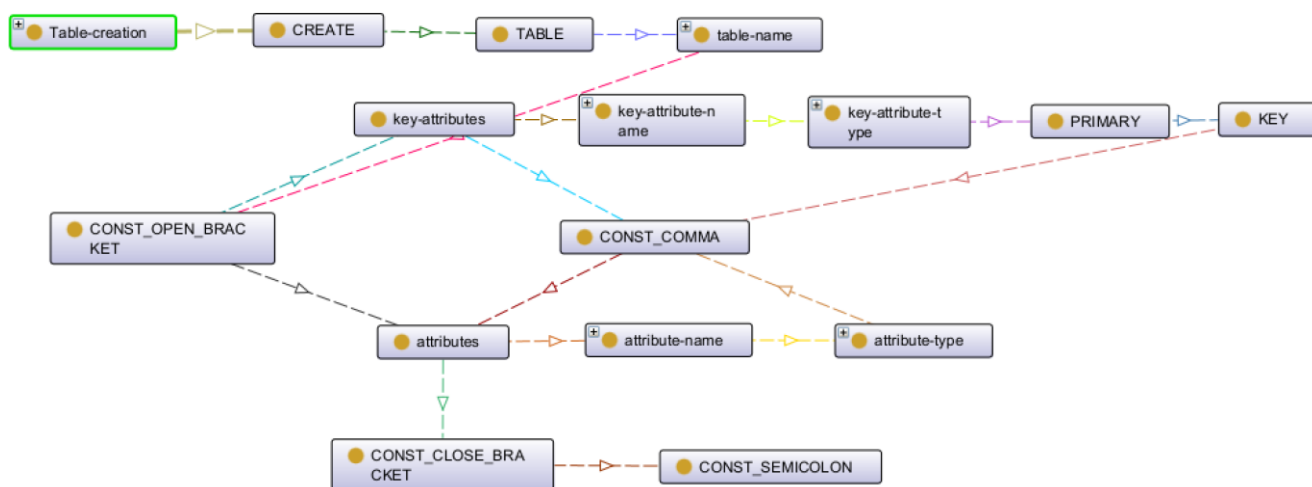 Table-creation
CREATE
TABLE
table-name
key-attributes
key-attribute-n
ame
key-attribute-t
ype
PRIMARY
KEY
CONST_OPEN_BRAC
KET
CONST_COMMA
attributes
attribute-name
attribute-type
CONST_CLOSE_BRA
CKET
CONST_SEMICOLON